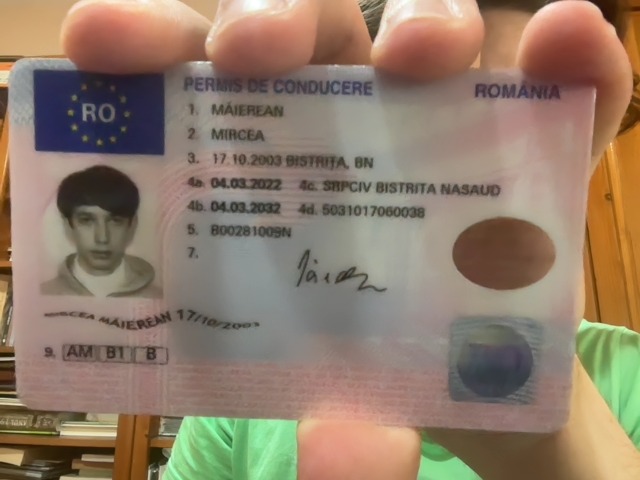 RO
PERMIS DE CONDUCERE ROMÂNIA
1. MĂIEREAN
2. MIRCEA
3. 17.10.2003 BISTRIȚA, BN
4a. 04.03.2022 4c. SRPCIV BISTRITA NASAUD
4b. 04.03.2032 4d. 5031017060038
5. B00281009N
7.
MIRCEA MĂIEREAN 17/10/2003
9. AM B1 B